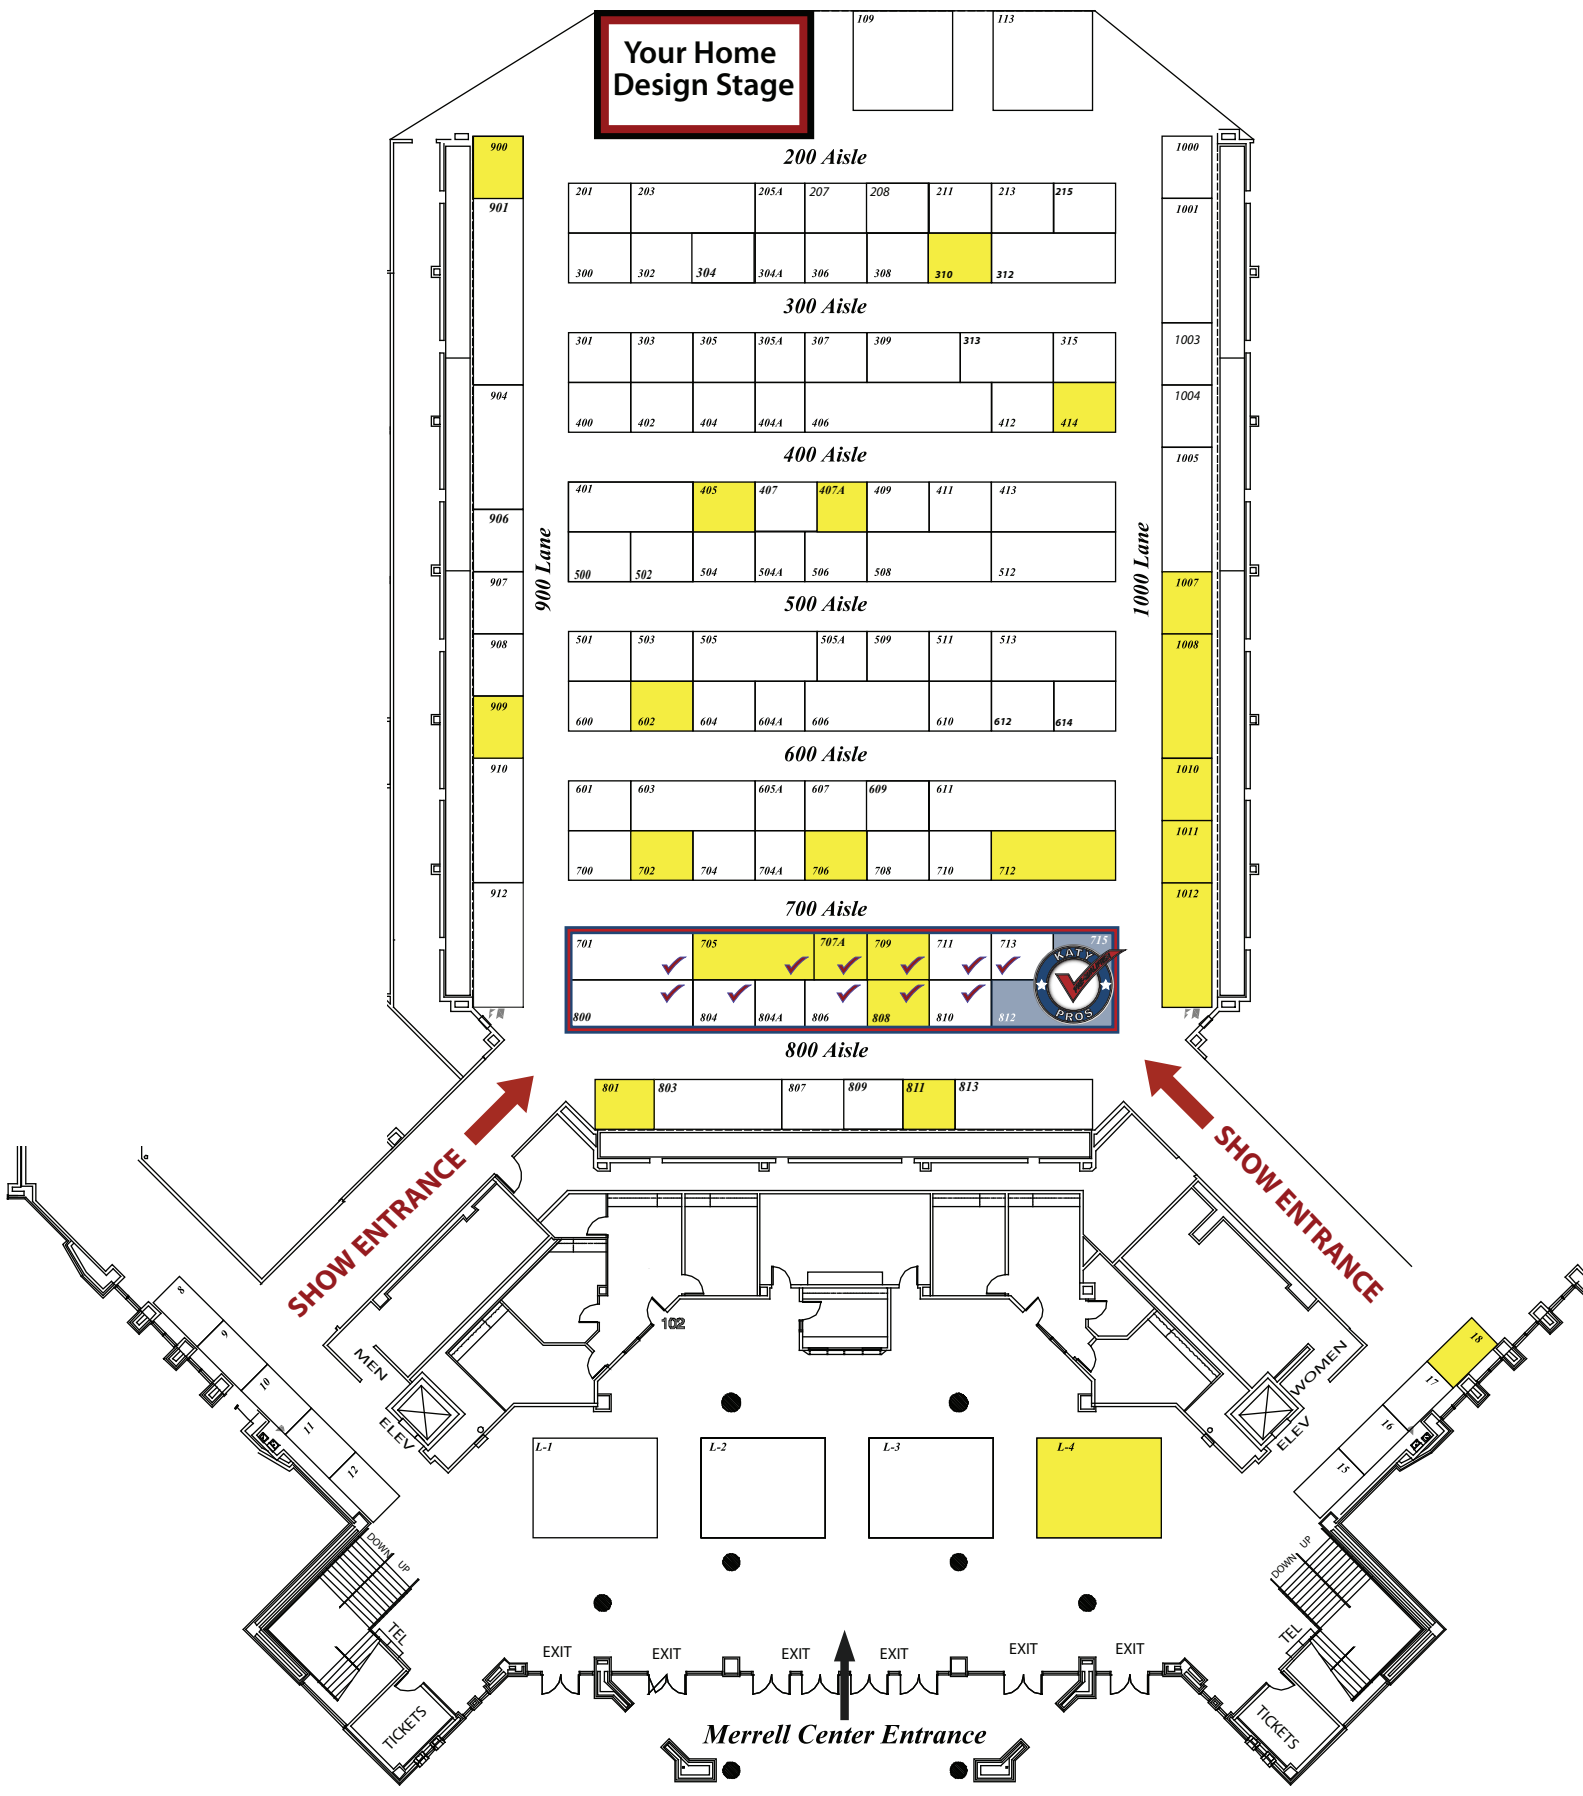 Your Home
Design Stage
109
113
900
901
904
906
907
908
909
910
912
900 Lane
1000
1001
1003
1004
1005
1007
1008
1010
1011
1012
1000 Lane
200 Aisle
201 203 205A 207 208 211 213 215
300 302 304 304A 306 308 310 312
300 Aisle
301 303 305 305A 307 309 313 315
400 402 404 404A 406 412 414
400 Aisle
401 405 407 407A 409 411 413
500 502 504 504A 506 508 512
500 Aisle
501 503 505 505A 509 511 513
600 602 604 604A 606 610 612 614
600 Aisle
601 603 605A 607 609 611
700 702 704 704A 706 708 710 712
700 Aisle
701 705 707A 709 711 713 715
KATY
PROS
800 804 804A 806 808 810 812
800 Aisle
801 803 807 809 811 813
SHOW ENTRANCE
SHOW ENTRANCE
8
9
10
11
12
102
MEN
ELEV
WOMEN
ELEV
18
17
16
15
L-1 L-2 L-3 L-4
DOWN
UP
TEL
TICKETS
UP
DOWN
TEL
TICKETS
EXIT EXIT EXIT EXIT EXIT EXIT
Merrell Center Entrance